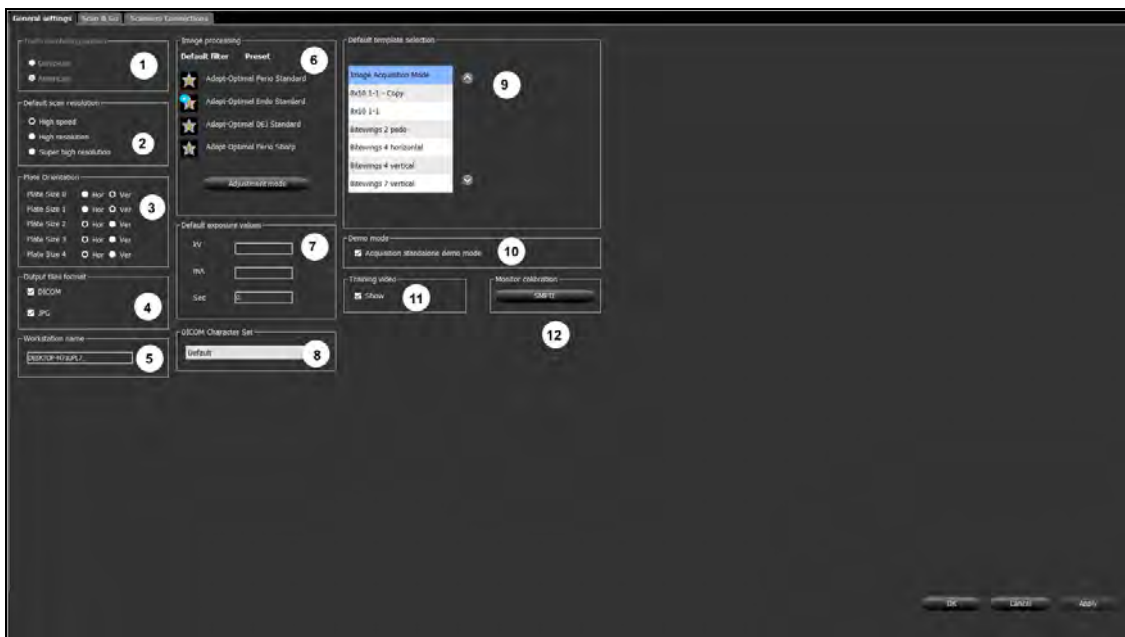 General settings Scan & Go Scanners Connections
European
American
1
Default scan resolution
High speed
High resolution
Super high resolution
2
Plate Orientation
Plate Size 0 Hor Ver
Plate Size 1 Hor Ver
Plate Size 2 Hor Ver
Plate Size 3 Hor Ver
Plate Size 4 Hor Ver
3
Output files format
DICOM
JPG
4
Workstation name
5
Image processing
Default filter Preset
6
Adept-Optimal Perio Standard
Adept-Optimal Endo Standard
Adept-Optimal DEJ Standard
Adept-Optimal Perio Sharp
Adjustment mode
Default exposure values
7
kV
mA
Sec
DICOM Character Set
Default
8
Default template selection
Image Acquisition Mode
8x10 1-1 - Copy
8x10 1-1
Bitewings 2 pedo
Bitewings 4 horizontal
Bitewings 4 vertical
Bitewings 7 vertical
9
Demo mode
Acquisition standalone demo mode
10
Training video
Show
11
Monitor calibration
SMPTE
12
OK Cancel Apply